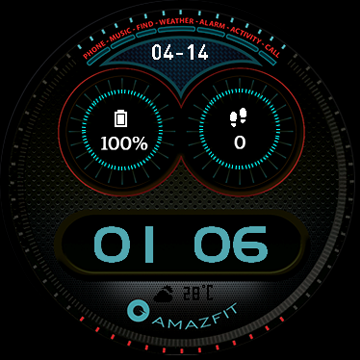 PHONE - MUSIC - FIND - WEATHER - ALARM - ACTIVITY - CALL
04-14
100%
0
01 06
28°C
AMAZFIT